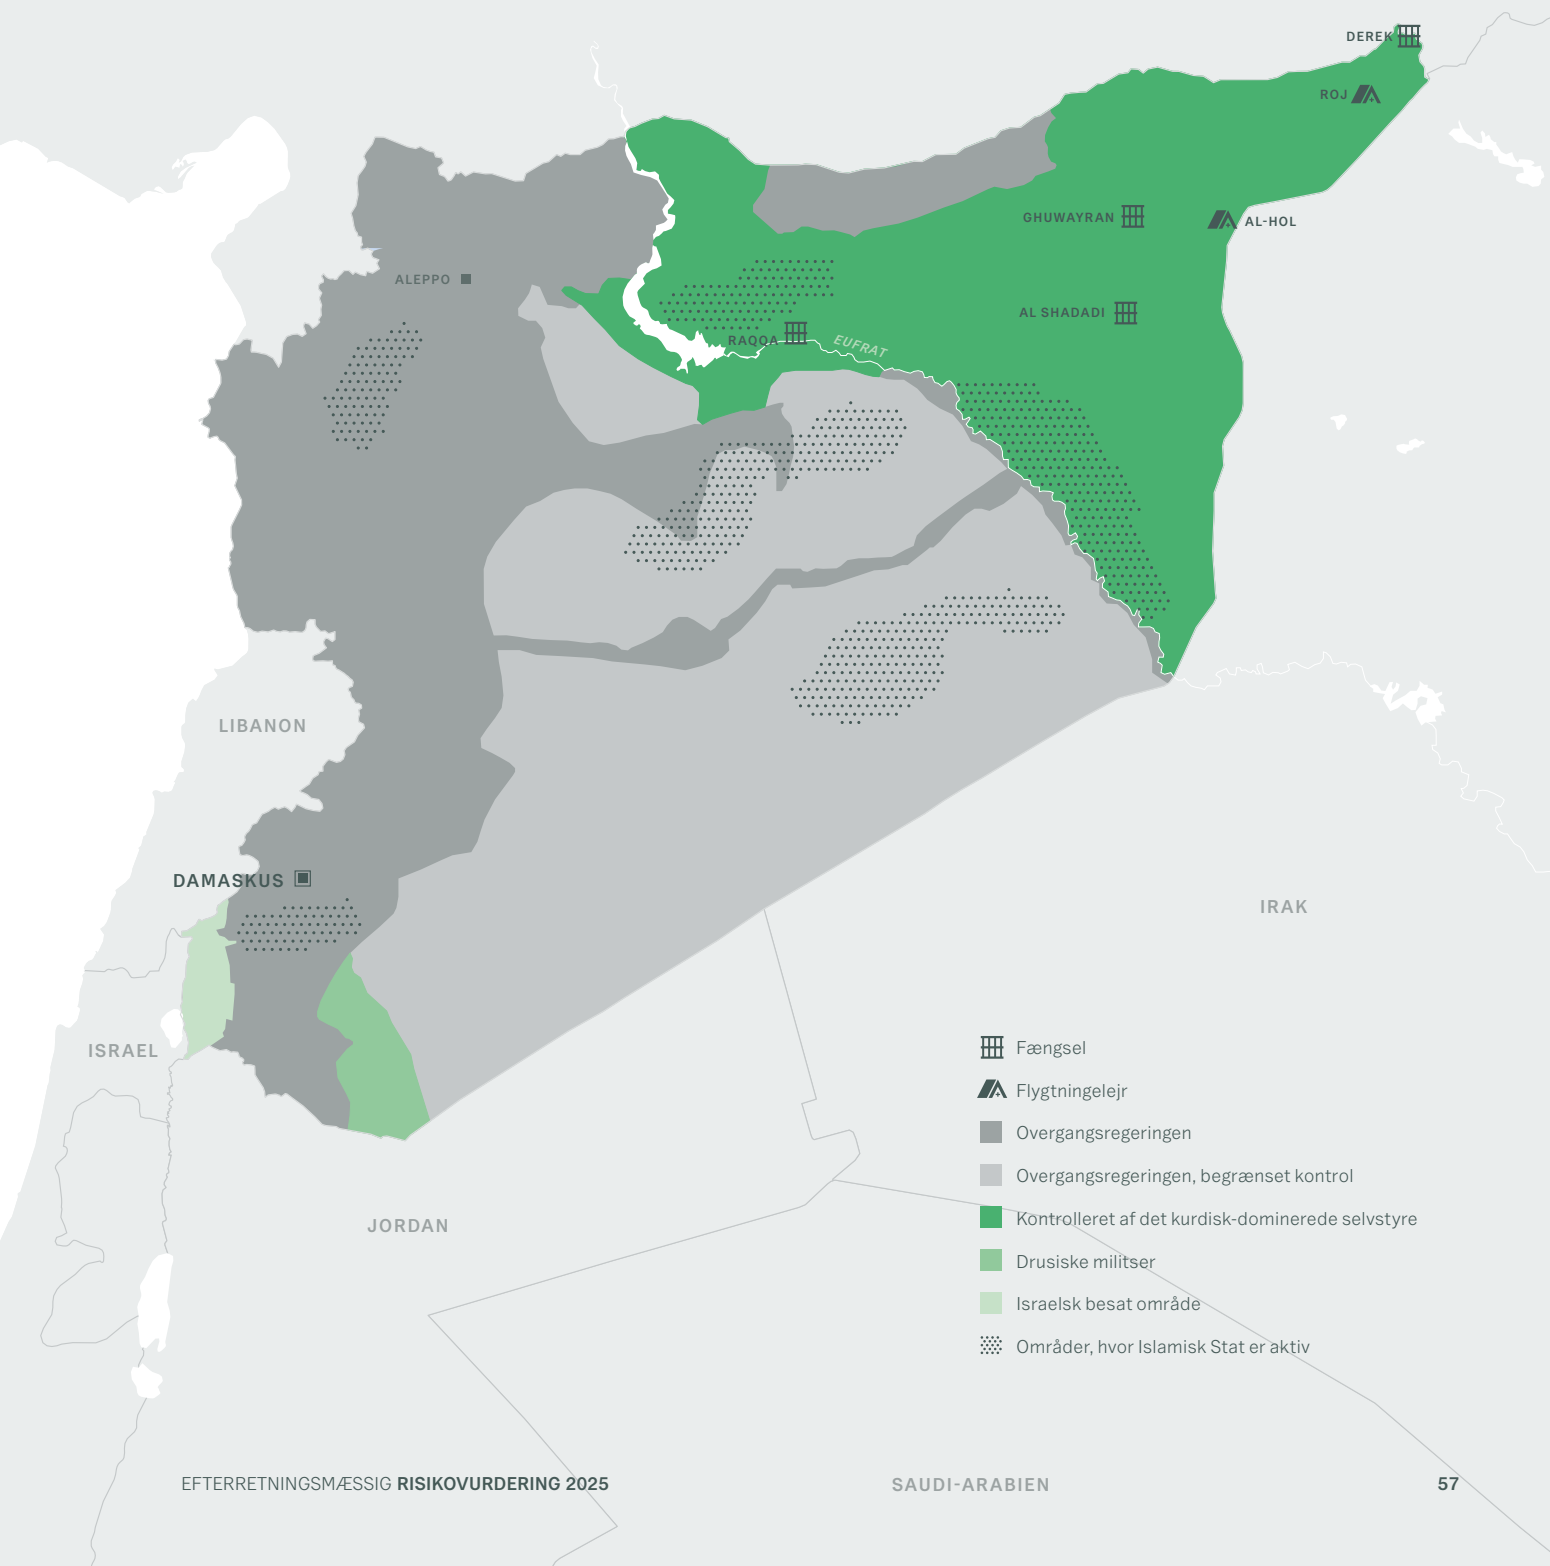 DEREK
ROJ
GHUWAYRAN
AL-HOL
ALEPPO
AL SHADADI
RAQQA
EUFRAT
LIBANON
DAMASKUS
IRAK
ISRAEL
Fængsel
Flygtningelejr
Overgangsregeringen
Overgangsregeringen, begrænset kontrol
Kontrolleret af det kurdisk-dominerede selvstyre
JORDAN
Drusiske militser
Israelsk besat område
Områder, hvor Islamisk Stat er aktiv
EFTERRETNINGSMÆSSIG RISIKOVURDERING 2025
SAUDI-ARABIEN
57